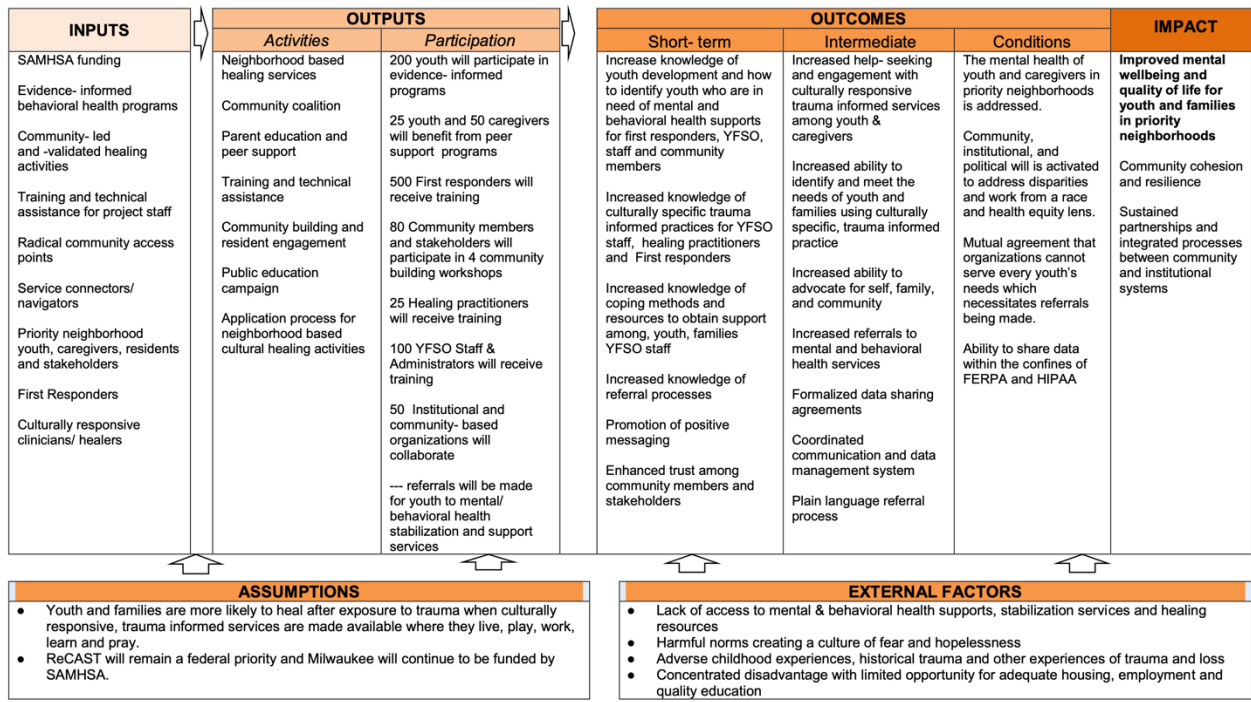 INPUTS
SAMHSA funding
Evidence- informed
behavioral health programs
Community- led
and -validated healing
activities
Training and technical
assistance for project staff
Radical community access
points
Service connectors/
navigators
Priority neighborhood
youth, caregivers, residents
and stakeholders
First Responders
Culturally responsive
clinicians/ healers
OUTPUTS
Activities
Neighborhood based
healing services
Community coalition
Parent education and
peer support
Training and technical
assistance
Community building and
resident engagement
Public education
campaign
Application process for
neighborhood based
cultural healing activities
Participation
200 youth will participate in
evidence- informed
programs
25 youth and 50 caregivers
will benefit from peer
support programs
500 First responders will
receive training
80 Community members
and stakeholders will
participate in 4 community
building workshops
25 Healing practitioners
will receive training
100 YFSO Staff &
Administrators will receive
training
50 Institutional and
community- based
organizations will
collaborate
--- referrals will be made
for youth to mental/
behavioral health
stabilization and support
services
OUTCOMES
Short- term
Increase knowledge of
youth development and how
to identify youth who are in
need of mental and
behavioral health supports
for first responders, YFSO,
staff and community
members
Increased knowledge of
culturally specific trauma
informed practices for YFSO
staff, healing practitioners
and First responders
Increased knowledge of
coping methods and
resources to obtain support
among, youth, families
YFSO staff
Increased knowledge of
referral processes
Promotion of positive
messaging
Enhanced trust among
community members and
stakeholders
Intermediate
Increased help- seeking
and engagement with
culturally responsive
trauma informed services
among youth &
caregivers
Increased ability to
identify and meet the
needs of youth and
families using culturally
specific, trauma informed
practice
Increased ability to
advocate for self, family,
and community
Increased referrals to
mental and behavioral
health services
Formalized data sharing
agreements
Coordinated
communication and data
management system
Plain language referral
process
Conditions
The mental health of
youth and caregivers in
priority neighborhoods
is addressed.
Community,
institutional, and
political will is activated
to address disparities
and work from a race
and health equity lens.
Mutual agreement that
organizations cannot
serve every youth's
needs which
necessitates referrals
being made.
Ability to share data
within the confines of
FERPA and HIPAA
IMPACT
Improved mental
wellbeing and
quality of life for
youth and families
in priority
neighborhoods
Community cohesion
and resilience
Sustained
partnerships and
integrated processes
between community
and institutional
systems
ASSUMPTIONS
● Youth and families are more likely to heal after exposure to trauma when culturally
responsive, trauma informed services are made available where they live, play, work,
learn and pray.
● ReCAST will remain a federal priority and Milwaukee will continue to be funded by
SAMHSA.
EXTERNAL FACTORS
● Lack of access to mental & behavioral health supports, stabilization services and healing
resources
● Harmful norms creating a culture of fear and hopelessness
● Adverse childhood experiences, historical trauma and other experiences of trauma and loss
● Concentrated disadvantage with limited opportunity for adequate housing, employment and
quality education